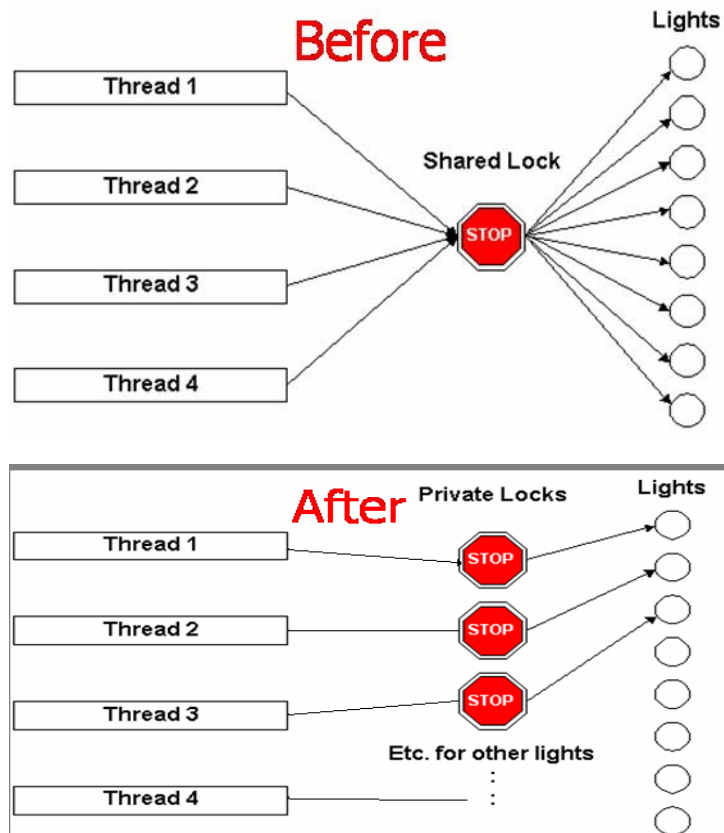 Lights
Before
Thread 1
Shared Lock
Thread 2
STOP
Thread 3
Thread 4
Lights
Private Locks
After
Thread 1
STOP
Thread 2
STOP
Thread 3
STOP
Etc. for other lights
:
Thread 4
: